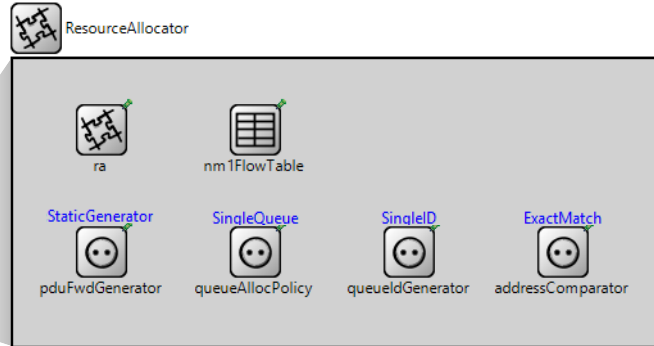 ResourceAllocator
ra
nm1FlowTable
StaticGenerator
SingleQueue
SingleID
ExactMatch
pduFwdGenerator
queueAllocPolicy
queueIdGenerator
addressComparator